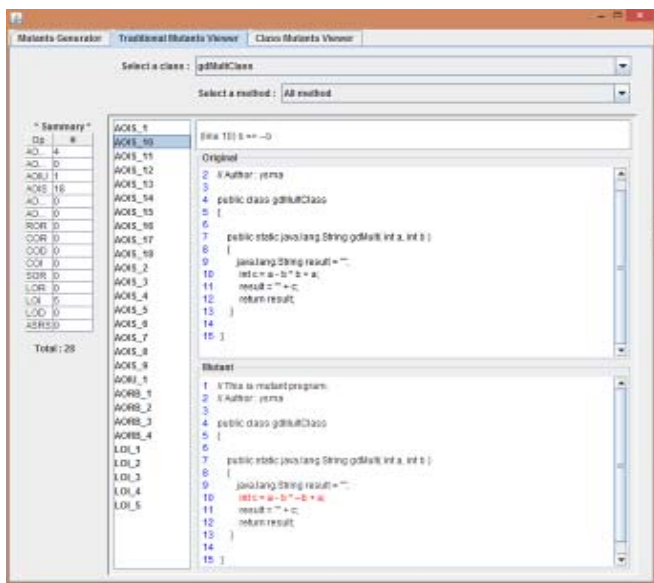 Mutants Generator Traditional Mutants Viewer Class Mutants Viewer
Select a class : gdMultClass
Select a method : All method
* Summary *
Op #
AO... 4
AO... 0
AOIU 1
AOIS 18
AO... 0
AO... 0
ROR 0
COR 0
COD 0
COI 0
SOR 0
LOR 0
LOI 5
LOD 0
ASRS 0
Total : 28
AOIS_1
AOIS_10
AOIS_11
AOIS_12
AOIS_13
AOIS_14
AOIS_15
AOIS_16
AOIS_17
AOIS_18
AOIS_2
AOIS_3
AOIS_4
AOIS_5
AOIS_6
AOIS_7
AOIS_8
AOIS_9
AOIU_1
AORB_1
AORB_2
AORB_3
AORB_4
LOI_1
LOI_2
LOI_3
LOI_4
LOI_5
(line 10) b => --b
Original
2 // Author : ysma
3
4 public class gdMultClass
5 {
6
7 public static java.lang.String gdMult( int a, int b )
8 {
9 java.lang.String result = "";
10 int c = a - b * b + a;
11 result = "" + c;
12 return result;
13 }
14
15 }
Mutant
1 // This is mutant program.
2 // Author : ysma
3
4 public class gdMultClass
5 {
6
7 public static java.lang.String gdMult( int a, int b )
8 {
9 java.lang.String result = "";
10 int c = a - b * --b + a;
11 result = "" + c;
12 return result;
13 }
14
15 }